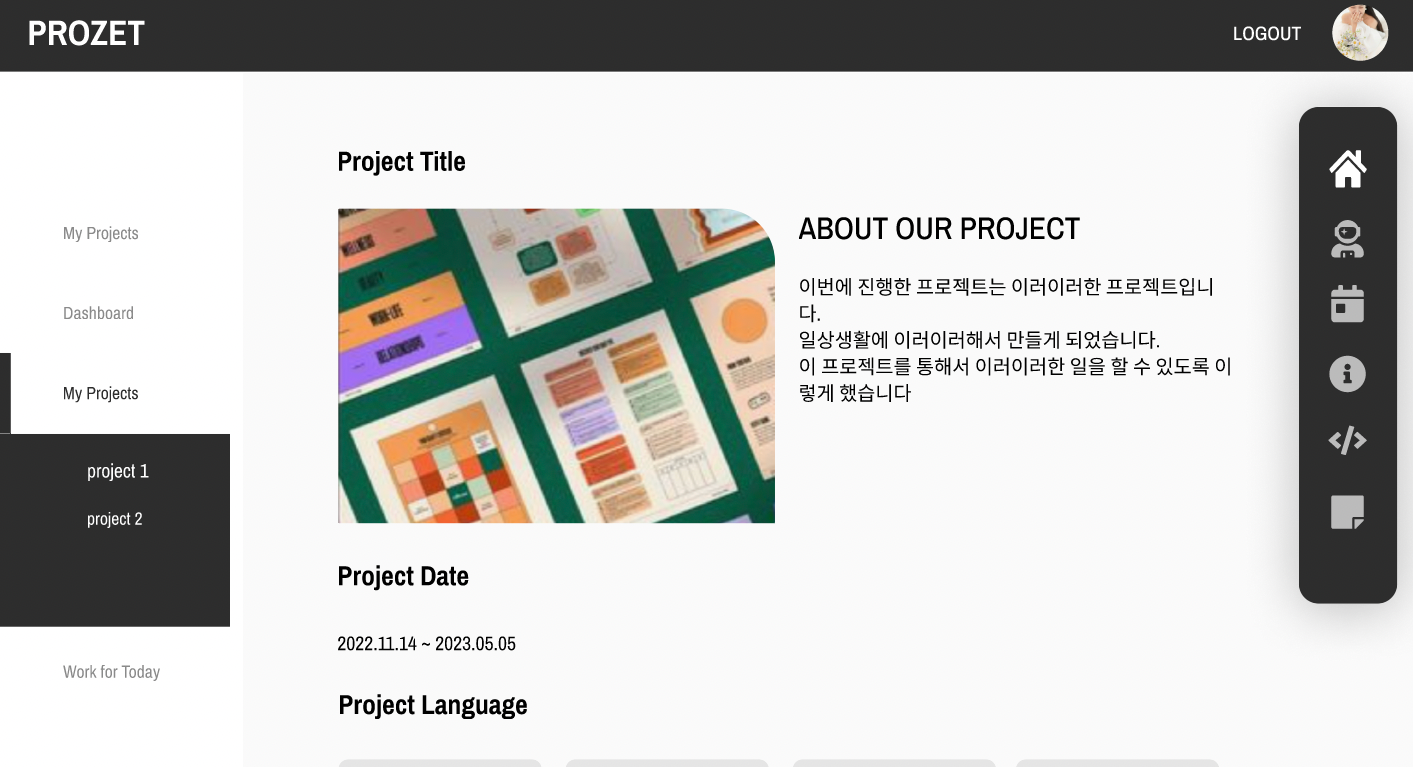 PROZET
LOGOUT
My Projects
Dashboard
My Projects
project 1
project 2
Work for Today
Project Title
WELLNESS
BEAUTY
WORK-LIFE
RELATIONSHIPS
ABOUT OUR PROJECT
이번에 진행한 프로젝트는 이러이러한 프로젝트입니
다.
일상생활에 이러이러해서 만들게 되었습니다.
이 프로젝트를 통해서 이러이러한 일을 할 수 있도록 이
렇게 했습니다
Project Date
2022.11.14 ~ 2023.05.05
Project Language